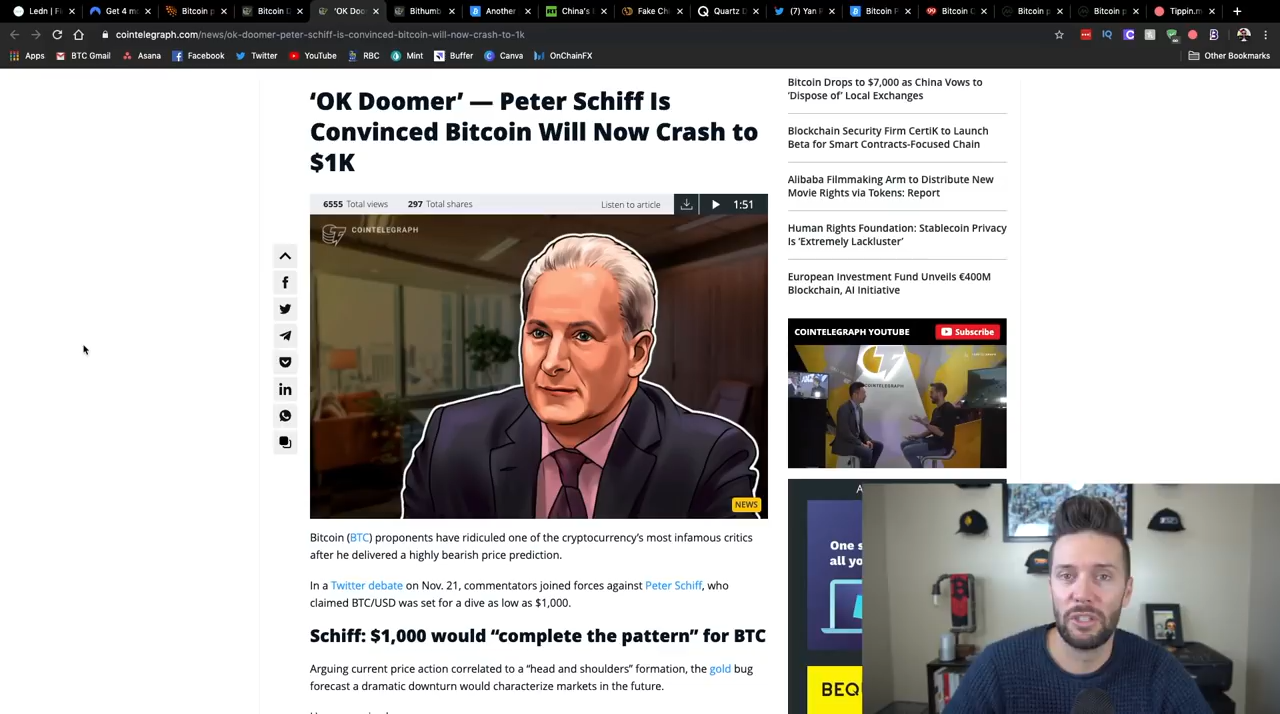 Ledn | Fi
Get 4 mo
Bitcoin p
Bitcoin D
'OK Doo
Bithumb
Another
China's
Fake Chi
Quartz D
(7) Yan P
Bitcoin F
Bitcoin C
Bitcoin p
Bitcoin p
Tippin.m
cointelegraph.com/news/ok-doomer-peter-schiff-is-convinced-bitcoin-will-now-crash-to-1k
Apps
BTC Gmail
Asana
Facebook
Twitter
YouTube
RBC
Mint
Buffer
Canva
OnChainFX
Other Bookmarks
‘OK Doomer’ — Peter Schiff Is
Convinced Bitcoin Will Now Crash to
$1K
6555 Total views
297 Total shares
Listen to article
1:51
COINTELEGRAPH
NEWS
Bitcoin (BTC) proponents have ridiculed one of the cryptocurrency’s most infamous critics
after he delivered a highly bearish price prediction.
In a Twitter debate on Nov. 21, commentators joined forces against Peter Schiff, who
claimed BTC/USD was set for a dive as low as $1,000.
Schiff: $1,000 would “complete the pattern” for BTC
Arguing current price action correlated to a “head and shoulders” formation, the gold bug
forecast a dramatic downturn would characterize markets in the future.
Bitcoin Drops to $7,000 as China Vows to
‘Dispose of’ Local Exchanges
Blockchain Security Firm CertiK to Launch
Beta for Smart Contracts-Focused Chain
Alibaba Filmmaking Arm to Distribute New
Movie Rights via Tokens: Report
Human Rights Foundation: Stablecoin Privacy
Is ‘Extremely Lackluster’
European Investment Fund Unveils €400M
Blockchain, AI Initiative
COINTELEGRAPH YOUTUBE
Subscribe
COINTELEGRAPH
One s
all yo
BEQ